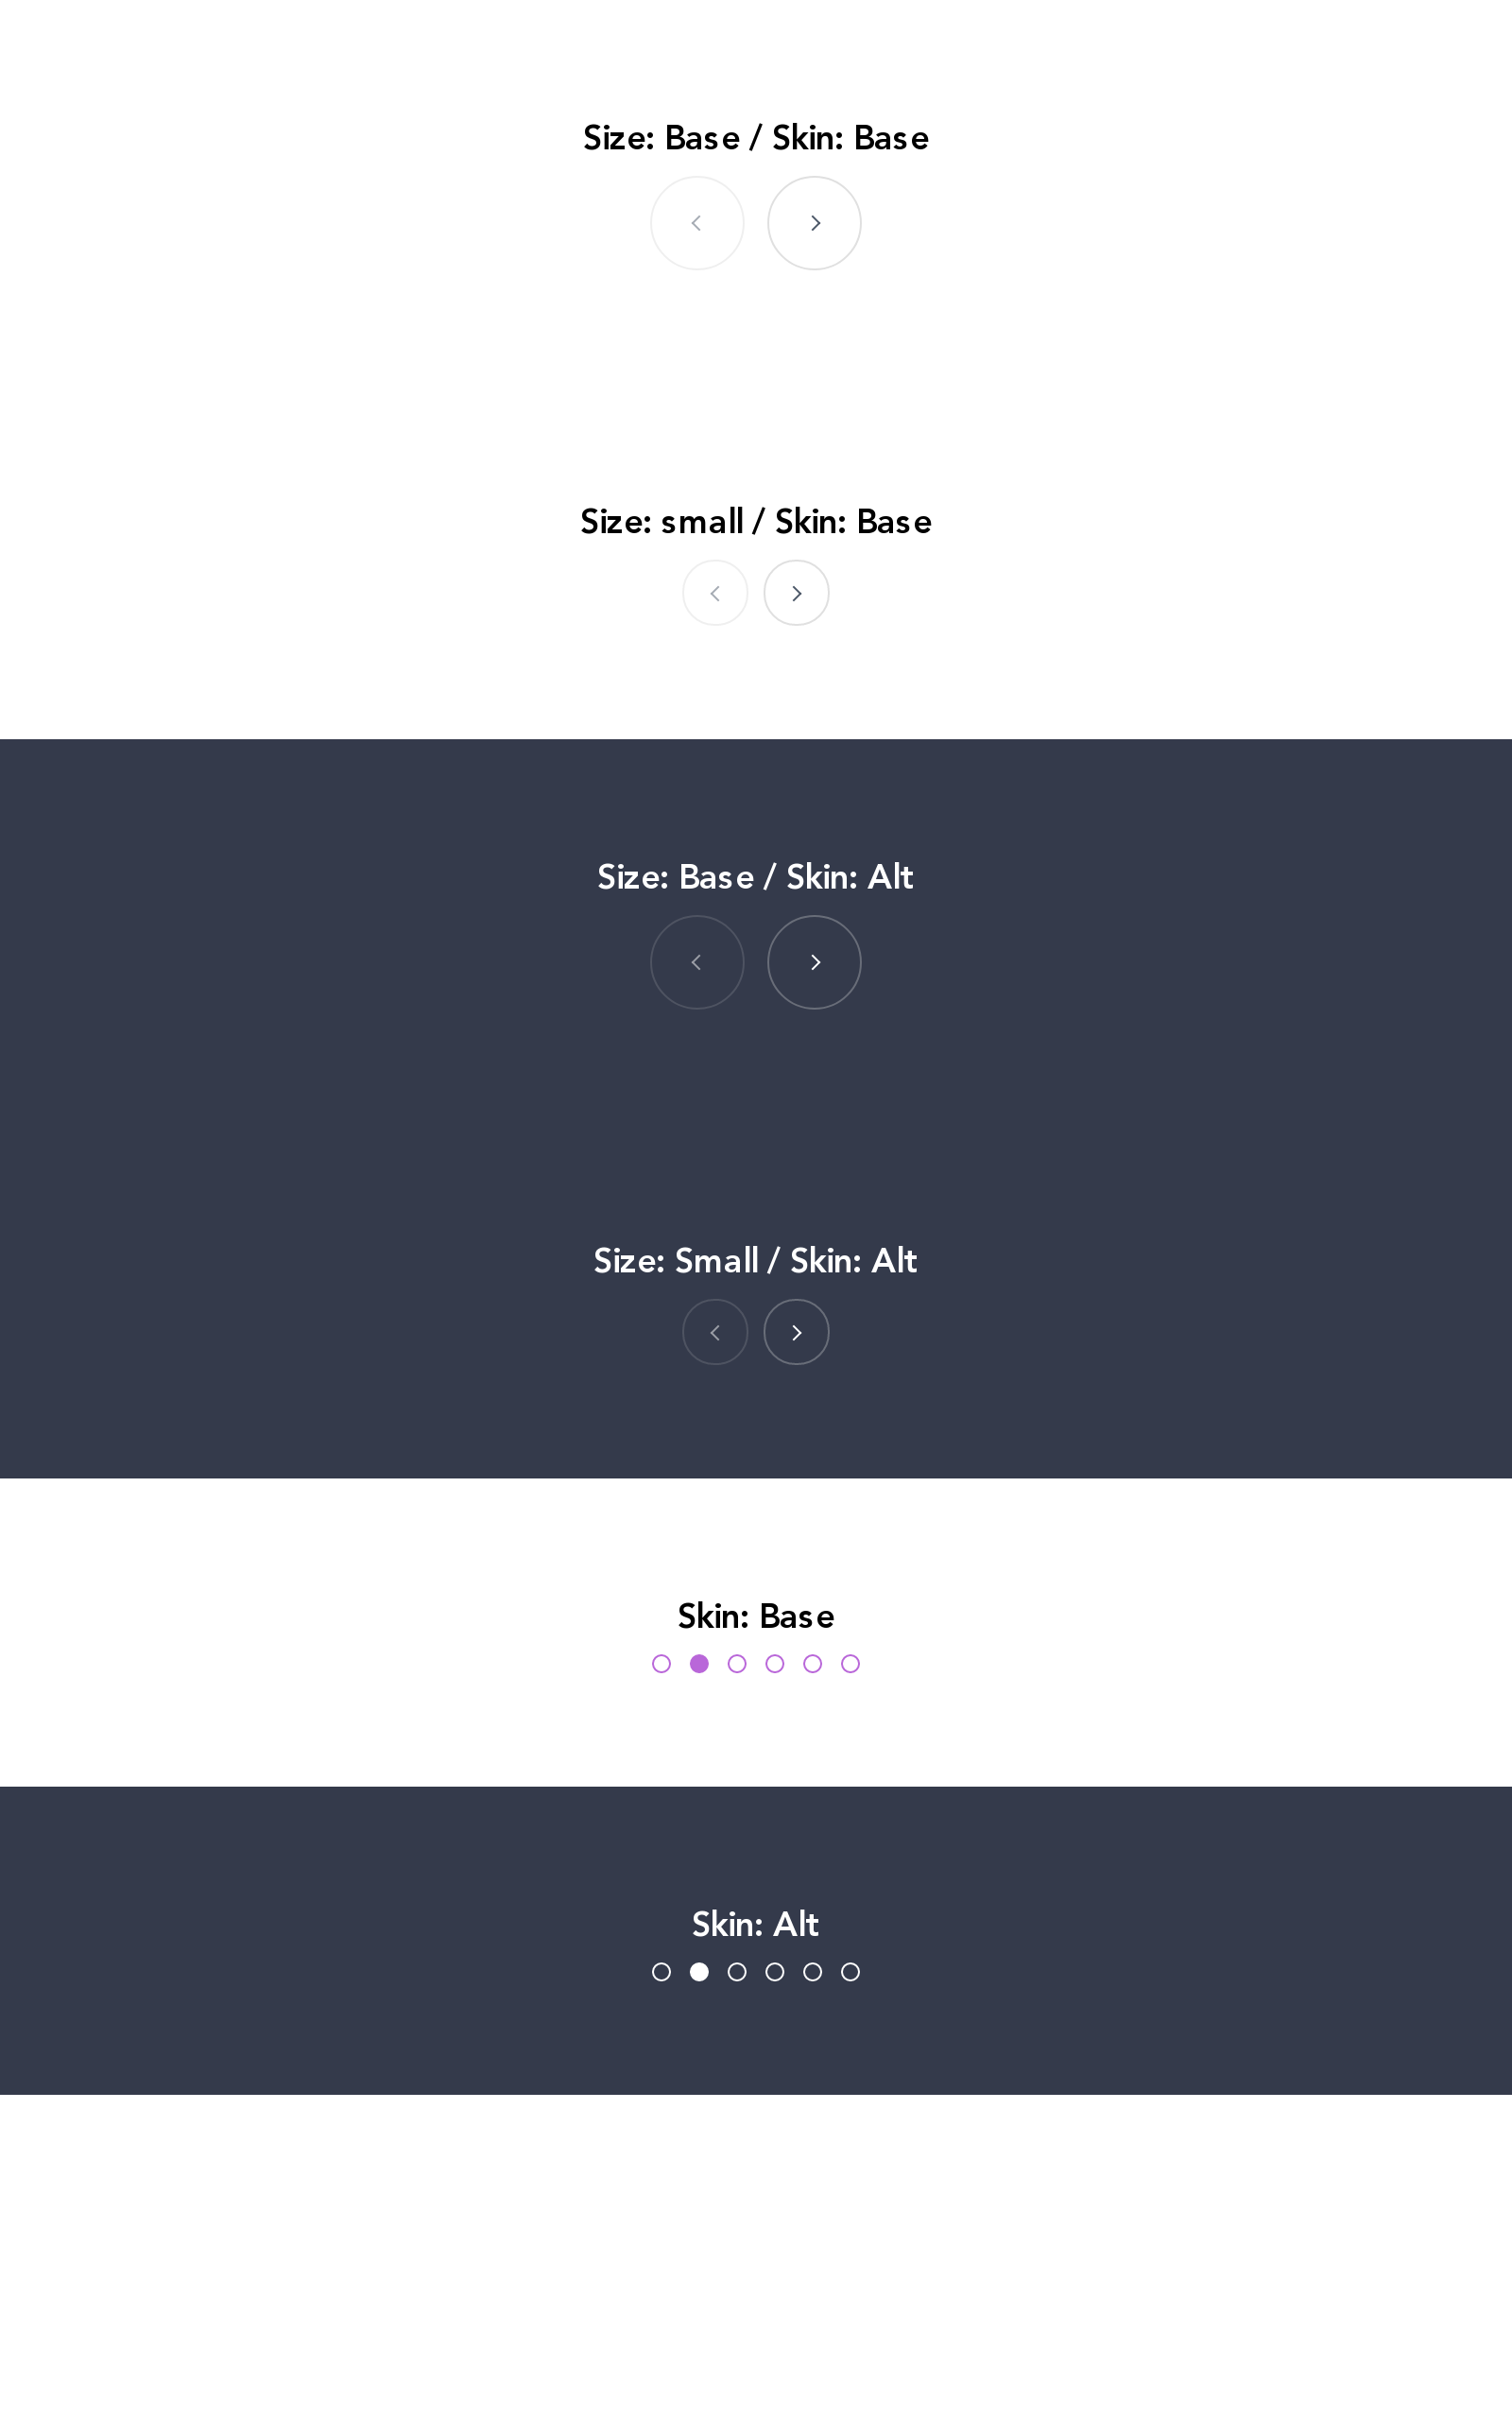 Size: Base / Skin: Base
Size: small / Skin: Base
Size: Base / Skin: Alt
Size: Small / Skin: Alt
Skin: Base
Skin: Alt